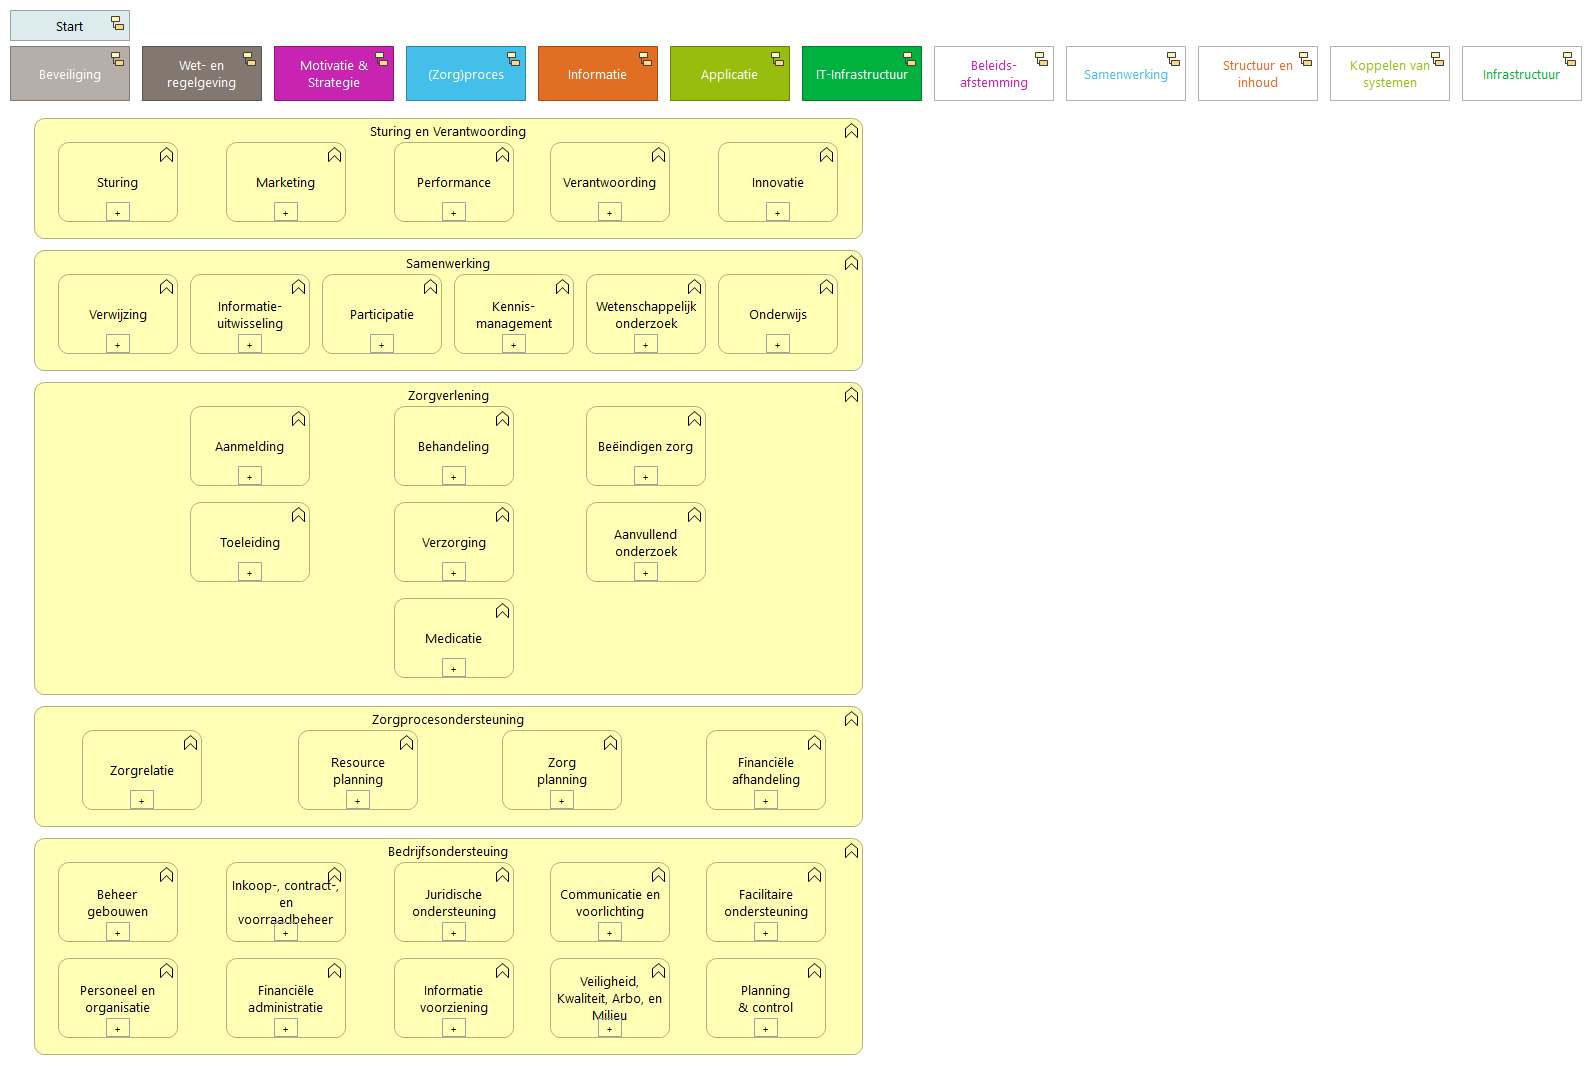 Start
Beveiliging
Wet- en
regelgeving
Motivatie &
Strategie
(Zorg)proces
Informatie
Applicatie
IT-Infrastructuur
Beleids-
afstemming
Samenwerking
Structuur en
inhoud
Koppelen van
systemen
Infrastructuur
Sturing en Verantwoording
Sturing
+
Marketing
+
Performance
+
Verantwoording
+
Innovatie
+
Samenwerking
Verwijzing
+
Informatie-
uitwisseling
+
Participatie
+
Kennis-
management
+
Wetenschappelijk
onderzoek
+
Onderwijs
+
Zorgverlening
Aanmelding
+
Behandeling
+
Beëindigen zorg
+
Toeleiding
+
Verzorging
+
Aanvullend
onderzoek
+
Medicatie
+
Zorgprocesondersteuning
Zorgrelatie
+
Resource
planning
+
Zorg
planning
+
Financiële
afhandeling
+
Bedrijfsondersteuing
Beheer
gebouwen
+
Inkoop-, contract-,
en
voorraadbeheer
+
Juridische
ondersteuning
+
Communicatie en
voorlichting
+
Facilitaire
ondersteuning
+
Personeel en
organisatie
+
Financiële
administratie
+
Informatie
voorziening
+
Veiligheid,
Kwaliteit, Arbo, en
Milieu
+
Planning
& control
+